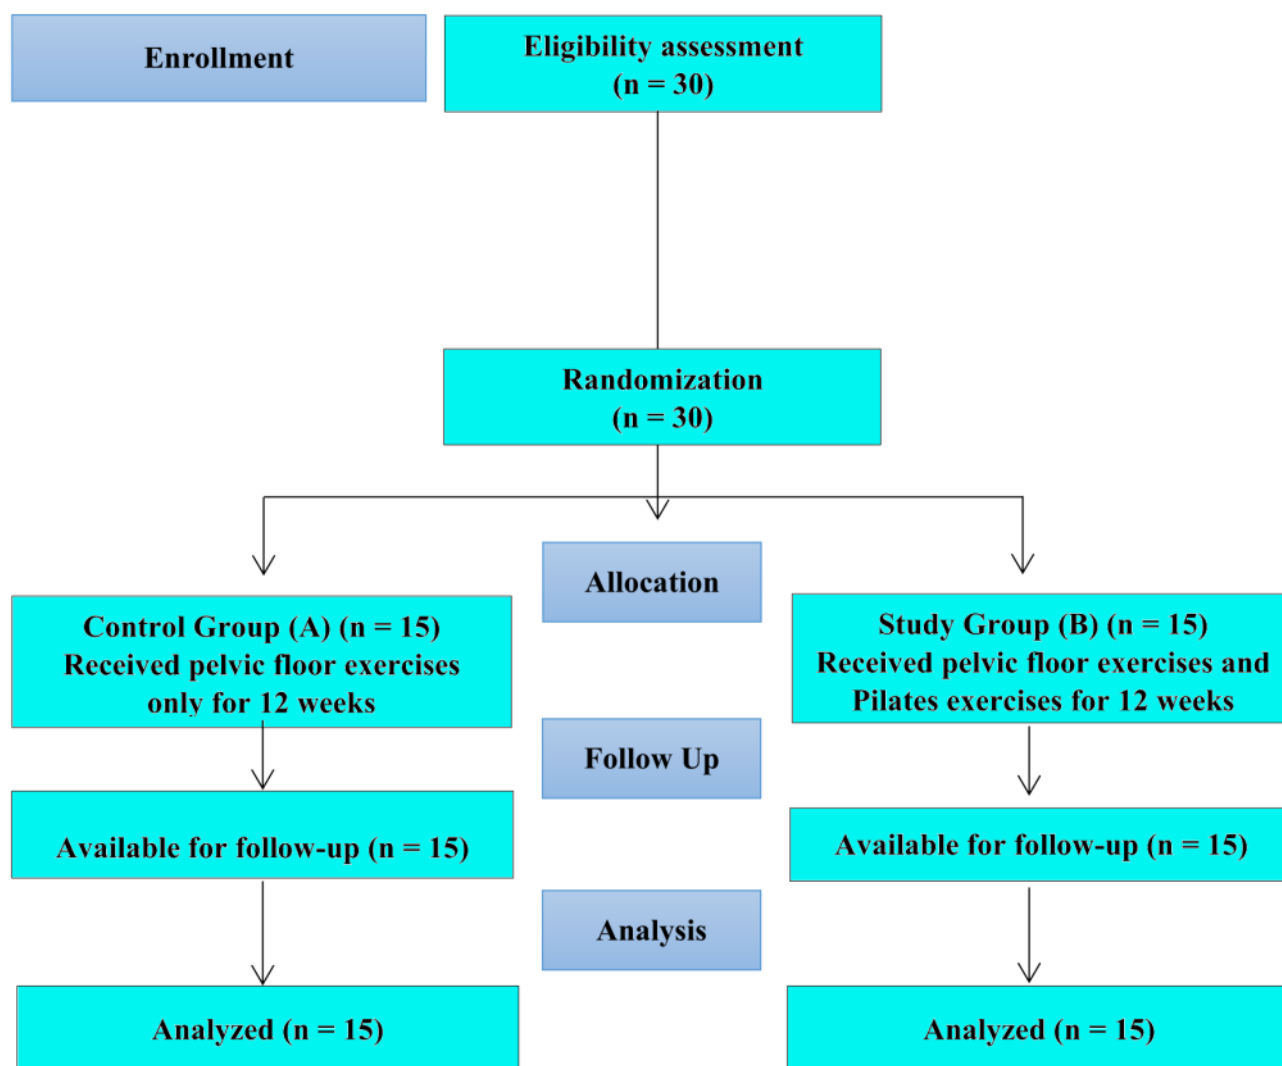 Enrollment
Eligibility assessment
(n = 30)
Randomization
(n = 30)
Allocation
Control Group (A) (n = 15)
Received pelvic floor exercises
only for 12 weeks
Study Group (B) (n = 15)
Received pelvic floor exercises and
Pilates exercises for 12 weeks
Follow Up
Available for follow-up (n = 15)
Available for follow-up (n = 15)
Analysis
Analyzed (n = 15)
Analyzed (n = 15)